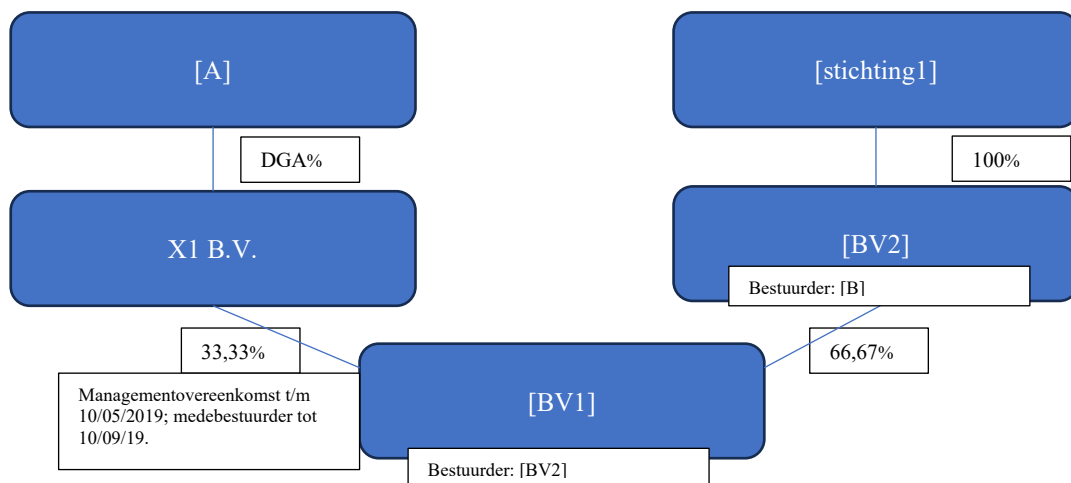 [A]
[stichting1]
DGA%
100%
X1 B.V.
[BV2]
Bestuurder: [B]
33,33%
66,67%
Managementovereenkomst t/m
10/05/2019; medebestuurder tot
10/09/19.
[BV1]
Bestuurder: [BV2]